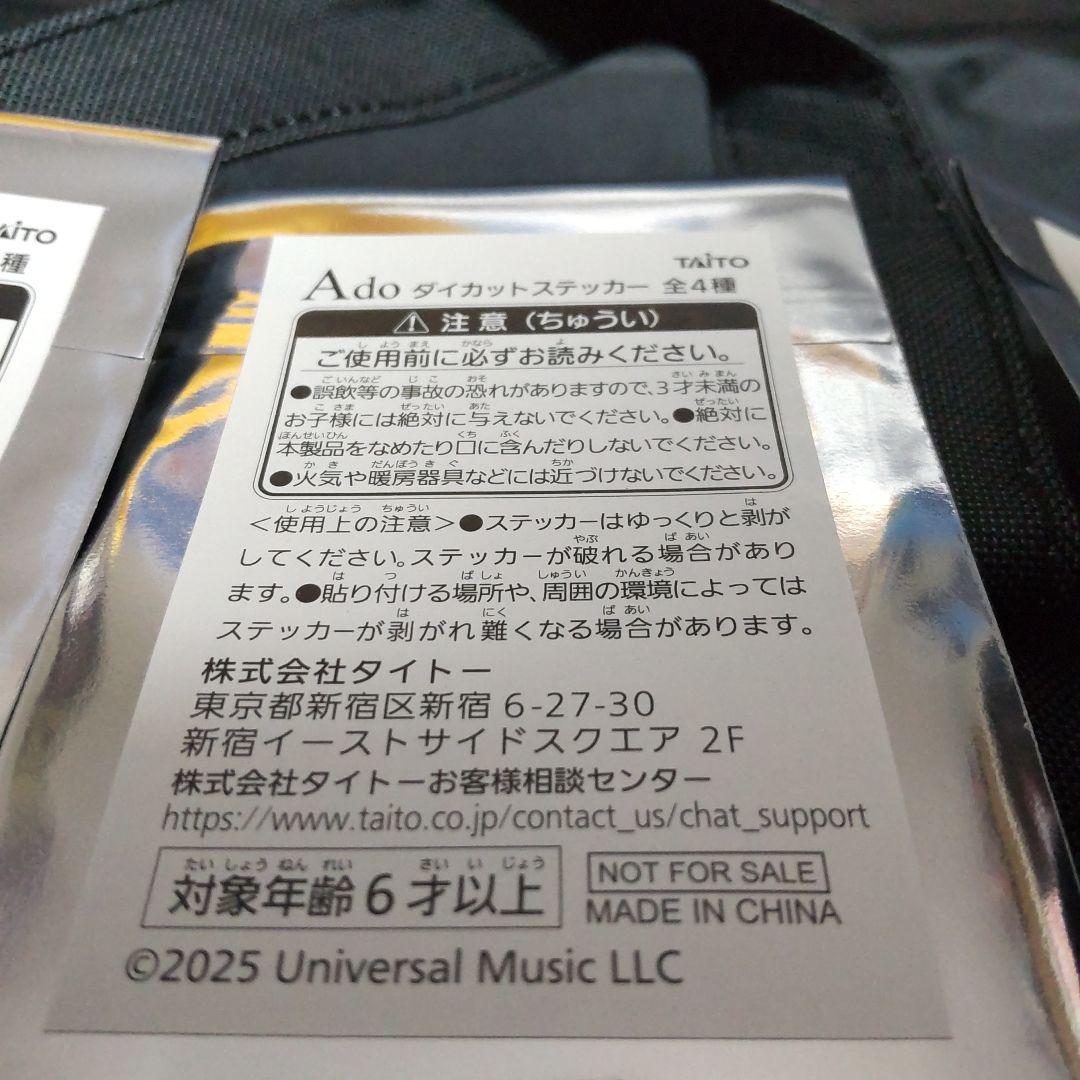 TAITO
種
TAITO
Ado ダイカットステッカー 全4種
注意（ちゅうい）
ご使用前に必ずお読みください。
●誤飲等の事故の恐れがありますので、3才未満の
お子様には絶対に与えないでください。●絶対に
本製品をなめたり口に含んだりしないでください。
●火気や暖房器具などには近づけないでください。
＜使用上の注意＞●ステッカーはゆっくりと剥が
してください。ステッカーが破れる場合があり
ます。●貼り付ける場所や、周囲の環境によっては
ステッカーが剥がれ難くなる場合があります。
株式会社タイトー
東京都新宿区新宿 6-27-30
新宿イーストサイドスクエア 2F
株式会社タイトーお客様相談センター
https://www.taito.co.jp/contact_us/chat_support
対象年齢 6 才以上
NOT FOR SALE
MADE IN CHINA
©2025 Universal Music LLC